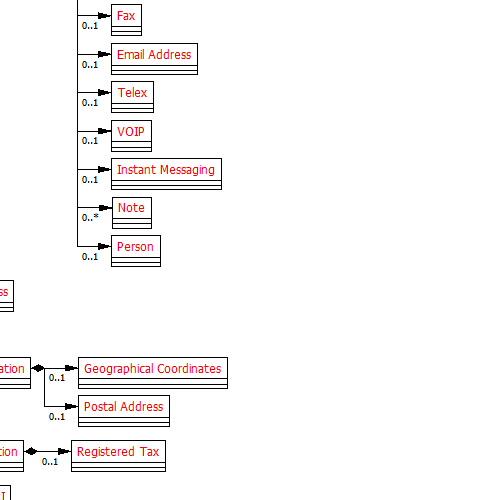 Fax
0..1
Email Address
0..1
Telex
0..1
VOIP
0..1
Instant Messaging
0..1
Note
0..*
Person
0..1
ss
ation
Geographical Coordinates
0..1
Postal Address
0..1
tion
Registered Tax
0..1
I